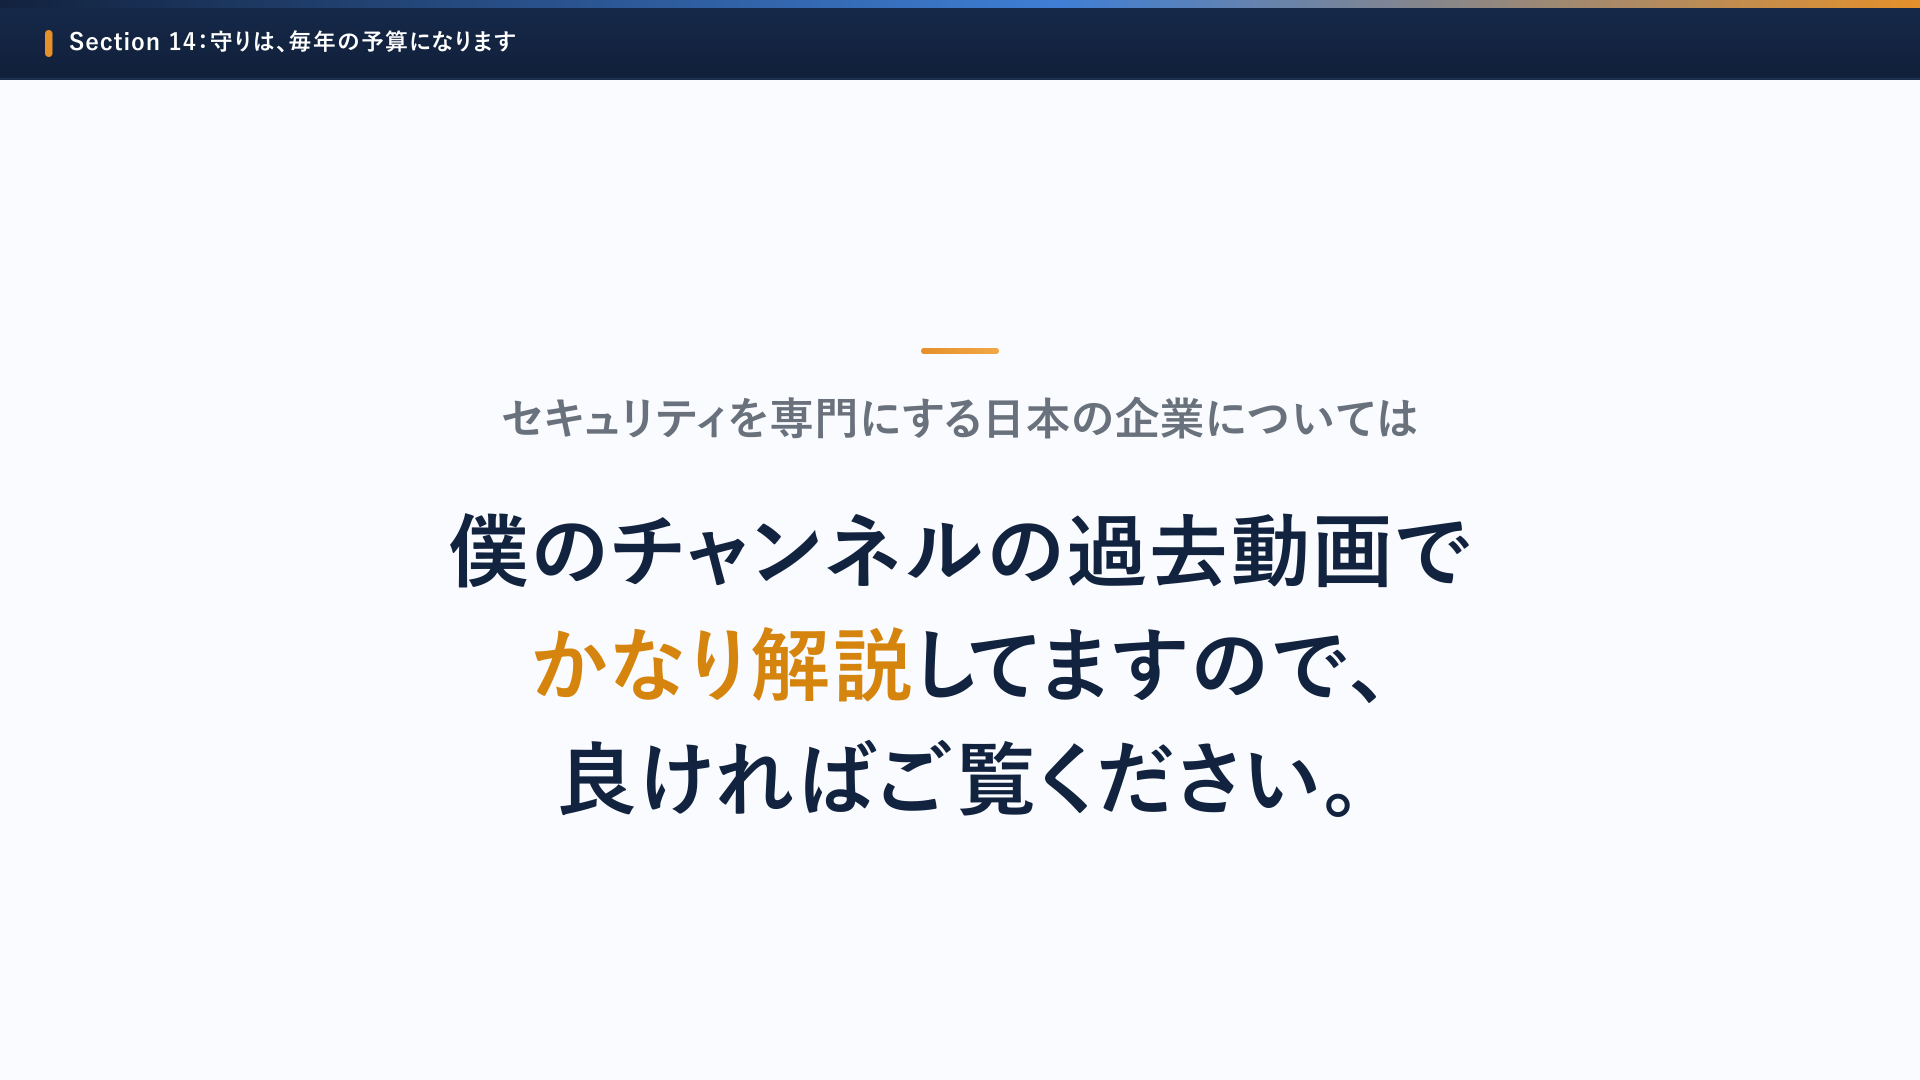 Section 14：守りは、毎年の予算になります
セキュリティを専門にする日本の企業については
僕のチャンネルの過去動画で
かなり解説してますので、
良ければご覧ください。